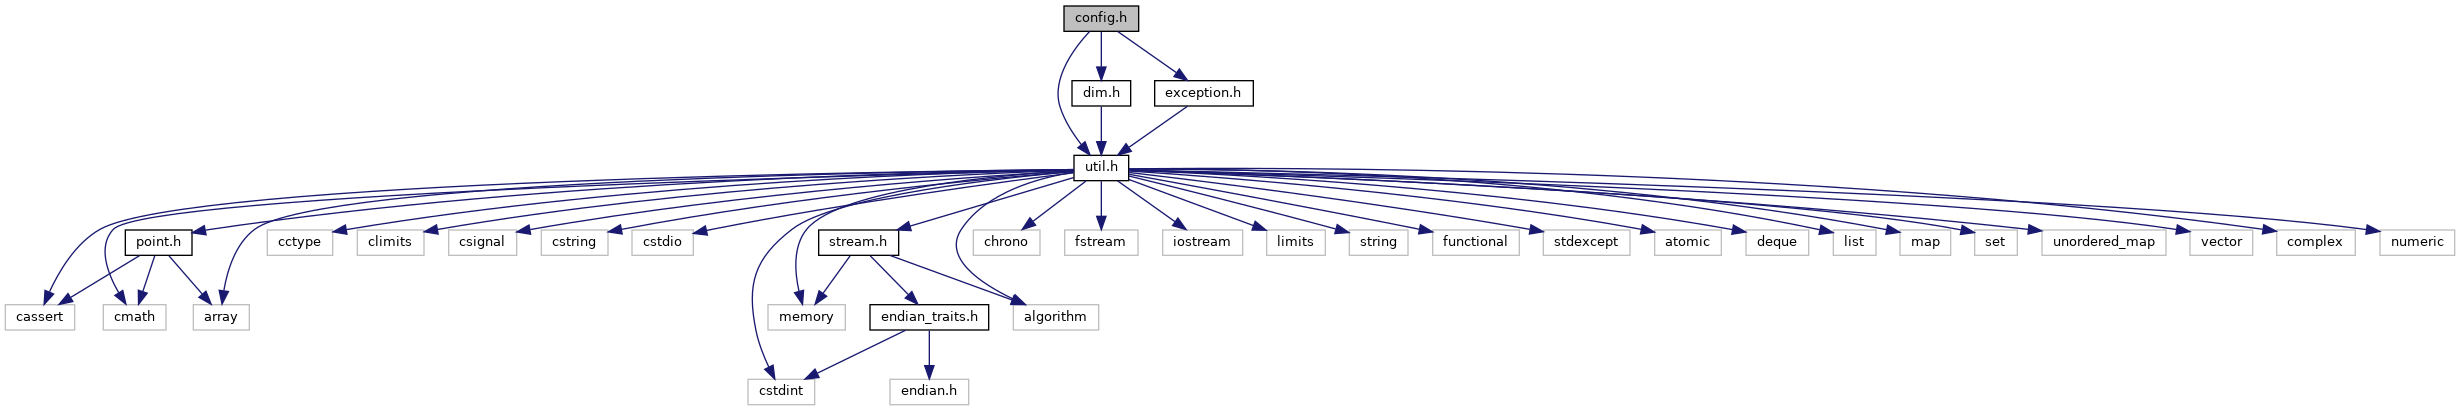 config.h
dim.h
exception.h
util.h
point.h
cctype
climits
csignal
cstring
cstdio
stream.h
chrono
fstream
iostream
limits
string
functional
stdexcept
atomic
deque
list
map
set
unordered_map
vector
complex
numeric
cassert
cmath
array
memory
endian_traits.h
algorithm
cstdint
endian.h